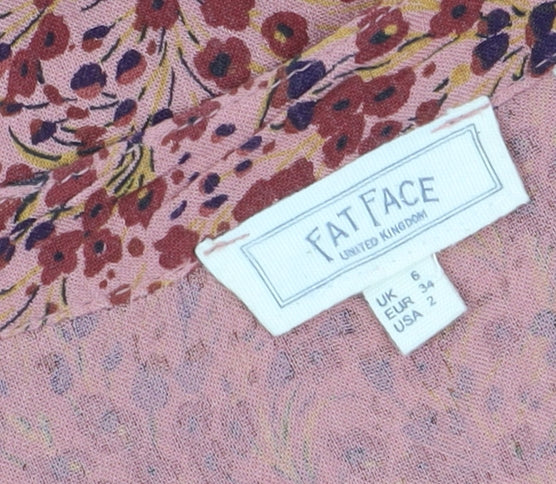 FAT FACE
UNITED KINGDOM
UK 6
EUR 34
USA 2